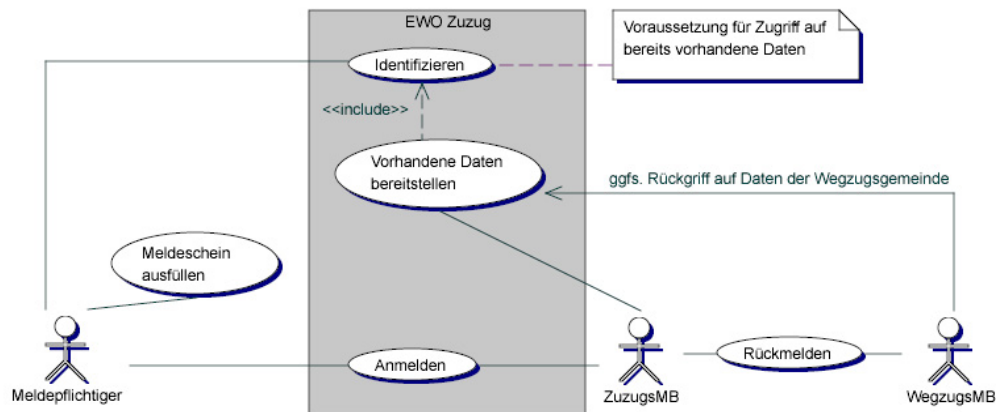 EWO Zuzug
Voraussetzung für Zugriff auf
bereits vorhandene Daten
Identifizieren
<<include>>
Vorhandene Daten
bereitstellen
ggfs. Rückgriff auf Daten der Wegzugsgemeinde
Meldeschein
ausfüllen
Anmelden
Rückmelden
Meldepflichtiger
ZuzugsMB
WegzugsMB